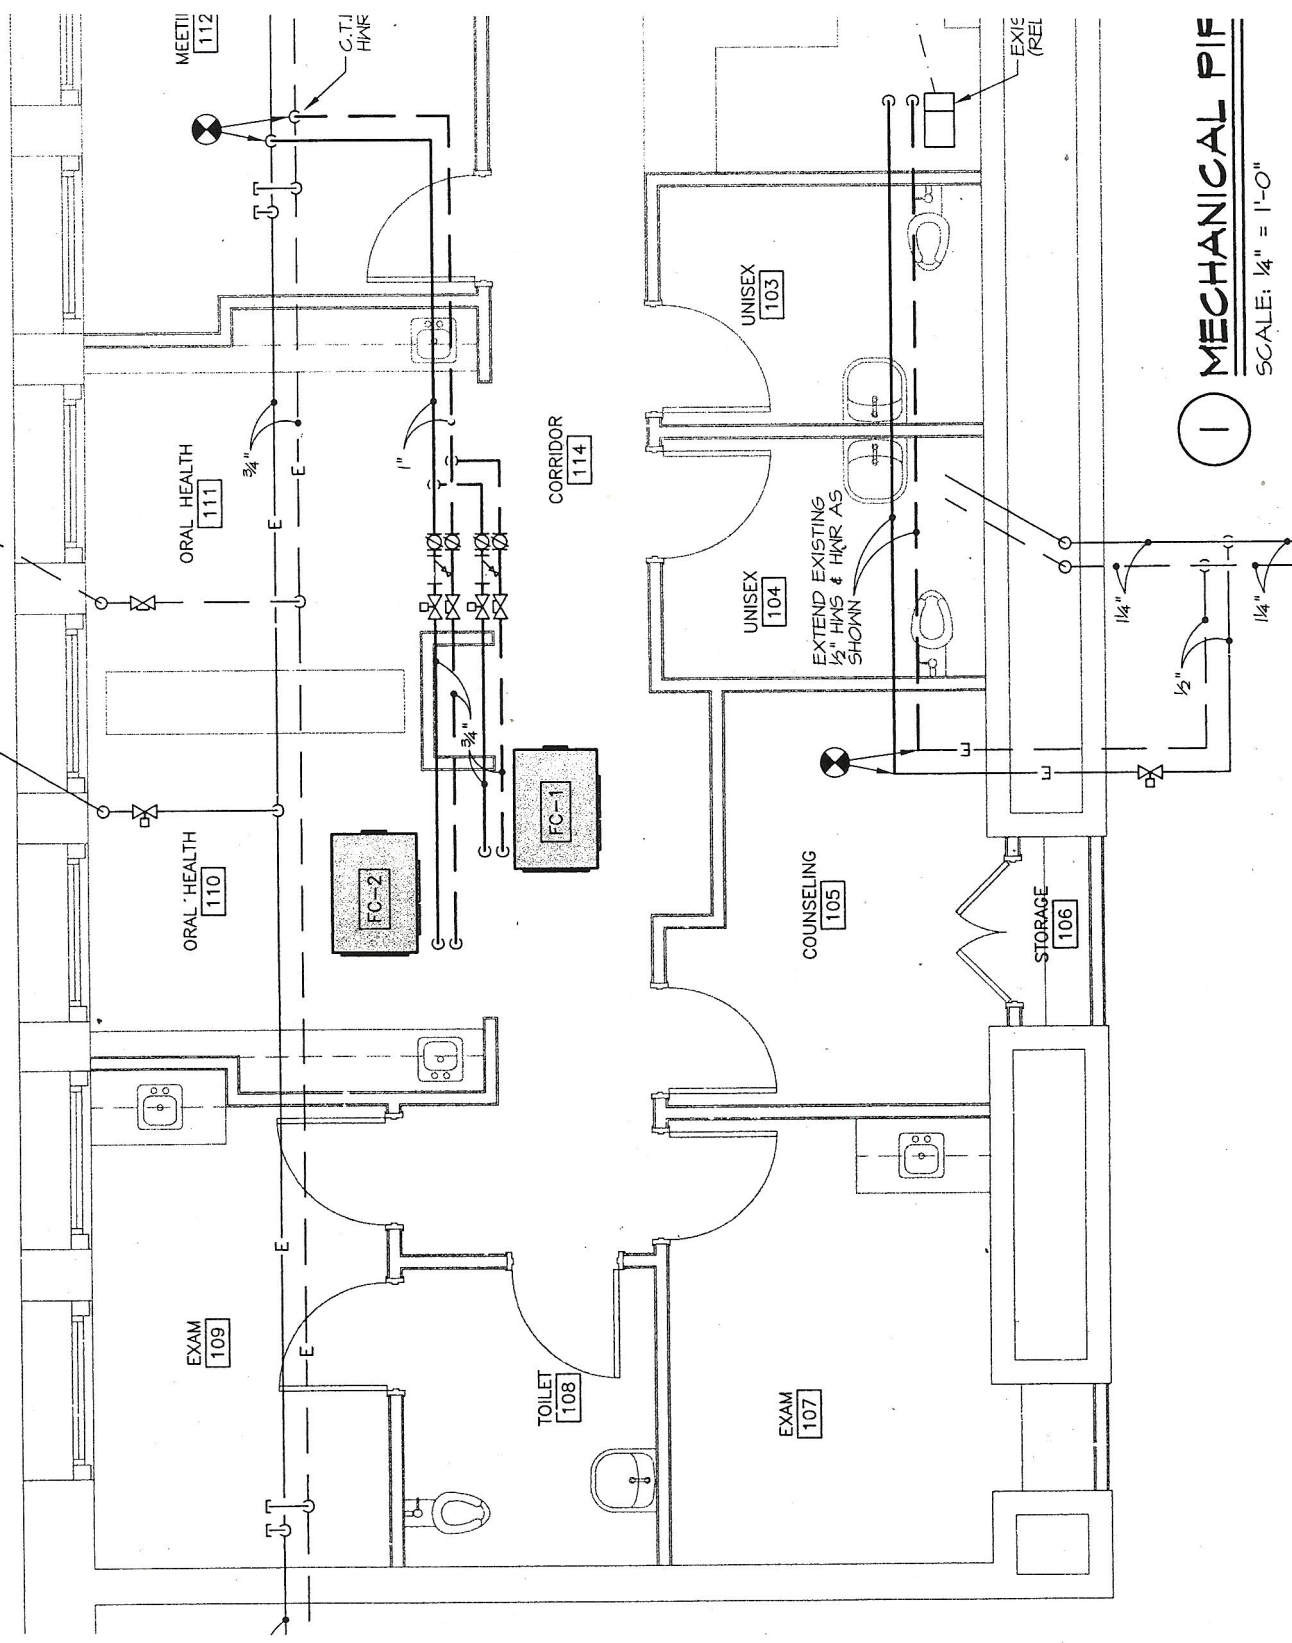 MEETI
112
C.T.
HWR
EXIS
(REL
ORAL HEALTH
111
3/4"
E
E
1"
CORRIDOR
114
UNISEX
103
UNISEX
104
EXTEND EXISTING
1/2" HWS & HWR AS
SHOWN
1 1/4"
1 1/4"
1/2"
E
E
3/4"
FC-1
FC-2
ORAL HEALTH
110
COUNSELING
105
STORAGE
106
EXAM
109
E
E
TOILET
108
EXAM
107
1
MECHANICAL PIP
SCALE: 1/4" = 1'-0"